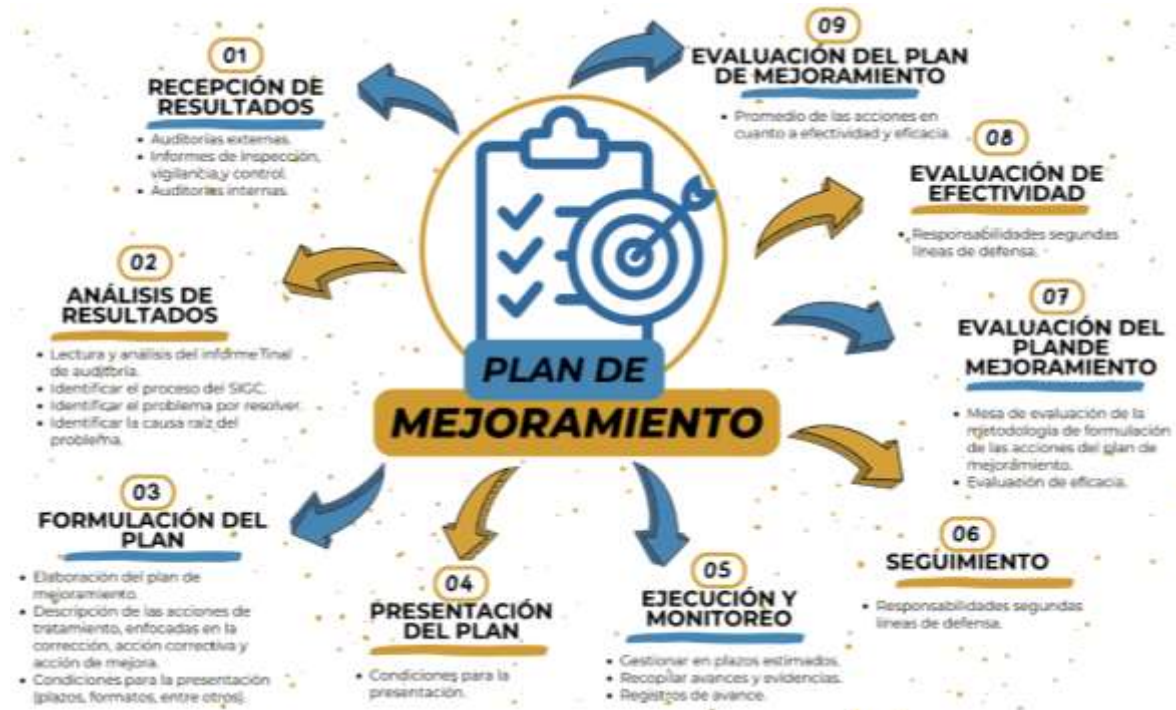 01
RECEPCIÓN DE
RESULTADOS
• Auditorías externas.
• Informes de inspección,
vigilancia y control.
• Auditorías internas.
02
ANÁLISIS DE
RESULTADOS
• Lectura y análisis del informe final
de auditoría.
• Identificar el proceso del SIGC.
• Identificar el problema por resolver.
• Identificar la causa raíz del
problema.
03
FORMULACIÓN DEL
PLAN
• Elaboración del plan de
mejoramiento.
• Descripción de las acciones de
tratamiento, enfocadas en la
corrección, acción correctiva y
acción de mejora.
• Condiciones para la presentación
(plazos, formatos, entre otros).
04
PRESENTACIÓN
DEL PLAN
• Condiciones para la
presentación.
05
EJECUCIÓN Y
MONITOREO
• Gestionar en plazos estimados.
• Recopilar avances y evidencias.
• Registros de avance.
06
SEGUIMIENTO
• Responsabilidades segundas
líneas de defensa.
07
EVALUACIÓN DEL
PLANDE
MEJORAMIENTO
• Mesa de evaluación de la
metodología de formulación
de las acciones del plan de
mejoramiento.
• Evaluación de eficacia.
08
EVALUACIÓN DE
EFECTIVIDAD
• Responsabilidades segundas
líneas de defensa.
09
EVALUACIÓN DEL PLAN
DE MEJORAMIENTO
• Promedio de las acciones en
cuanto a efectividad y eficacia.
PLAN DE
MEJORAMIENTO